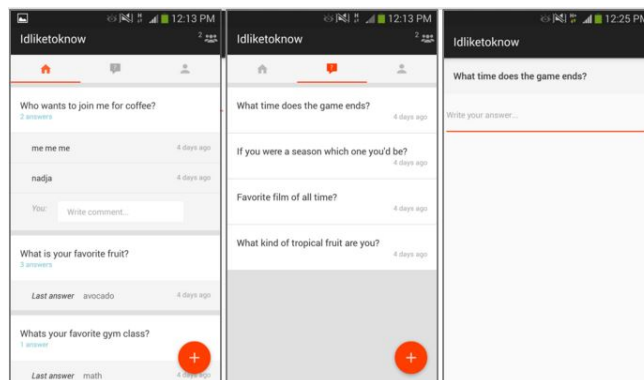 12:13 PM
Idliketoknow
2
Who wants to join me for coffee?
2 answers
me me me 4 days ago
nadja 4 days ago
You: Write comment...
What is your favorite fruit?
3 answers
Last answer avocado 4 days ago
Whats your favorite gym class?
1 answer
Last answer math 4 days ago
12:13 PM
Idliketoknow
2
What time does the game ends?
4 days ago
If you were a season which one you'd be?
4 days ago
Favorite film of all time?
4 days ago
What kind of tropical fruit are you?
4 days ago
12:25 PM
Idliketoknow
What time does the game ends?
Write your answer...